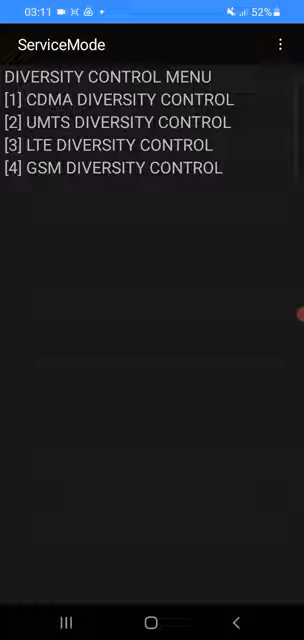 03:11 52%
ServiceMode
DIVERSITY CONTROL MENU
[1] CDMA DIVERSITY CONTROL
[2] UMTS DIVERSITY CONTROL
[3] LTE DIVERSITY CONTROL
[4] GSM DIVERSITY CONTROL